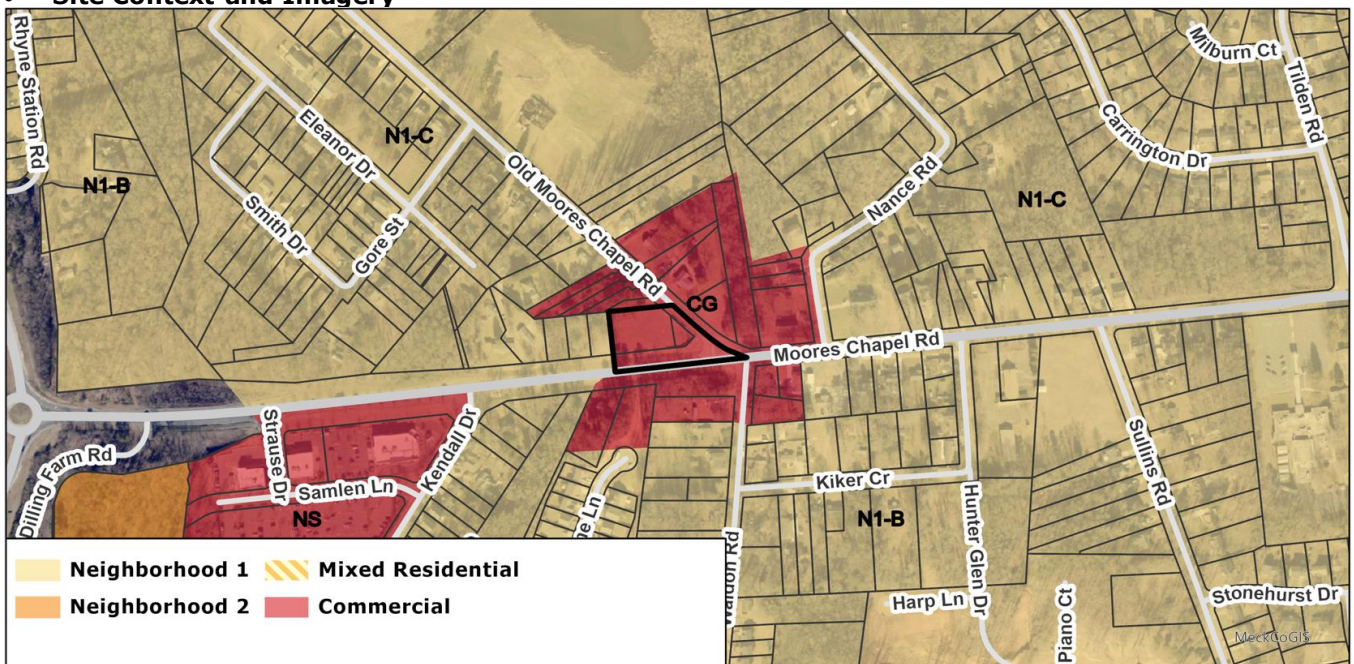 • Site Context and Imagery
Rhyne Station Rd
N1-B
Eleanor Dr
N1-C
Smith Dr
Gore St
Old Moores Chapel Rd
CG
Nance Rd
N1-C
Carrington Dr
Milburn Ct
Tilden Rd
Moores Chapel Rd
Dilling Farm Rd
Strause Dr
Samlen Ln
Kendall Dr
NS
ne Ln
Kiker Cr
N1-B
Hunter Glen Dr
Sullins Rd
Harp Ln
Piano Ct
Stonehurst Dr
MeckCoGIS
Neighborhood 1
Mixed Residential
Neighborhood 2
Commercial